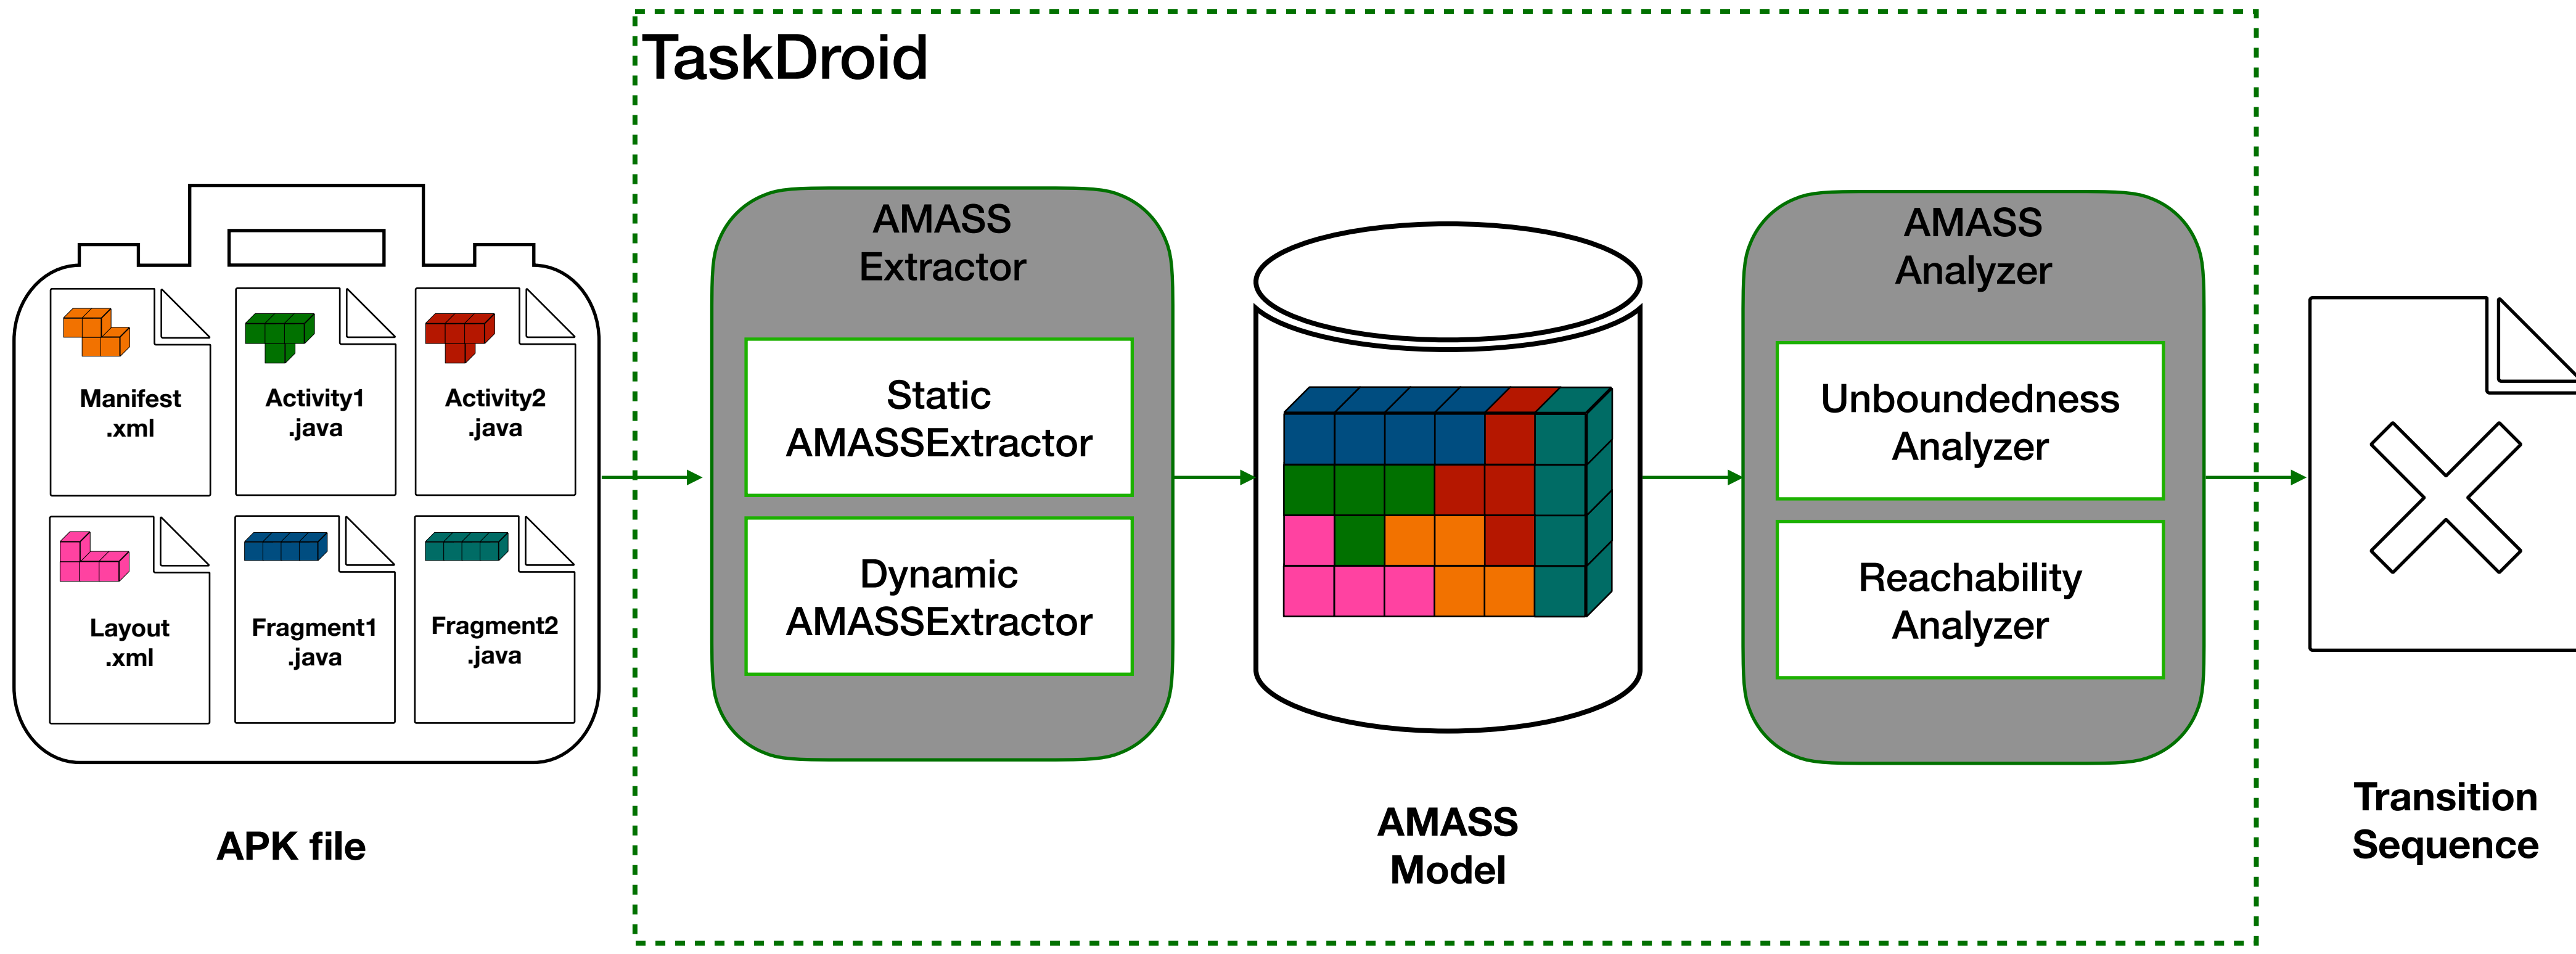 TaskDroid
Manifest
.xml
Activity1
.java
Activity2
.java
Layout
.xml
Fragment1
.java
Fragment2
.java
APK file
AMASS
Extractor
Static
AMASSExtractor
Dynamic
AMASSExtractor
AMASS
Model
AMASS
Analyzer
Unboundedness
Analyzer
Reachability
Analyzer
Transition
Sequence